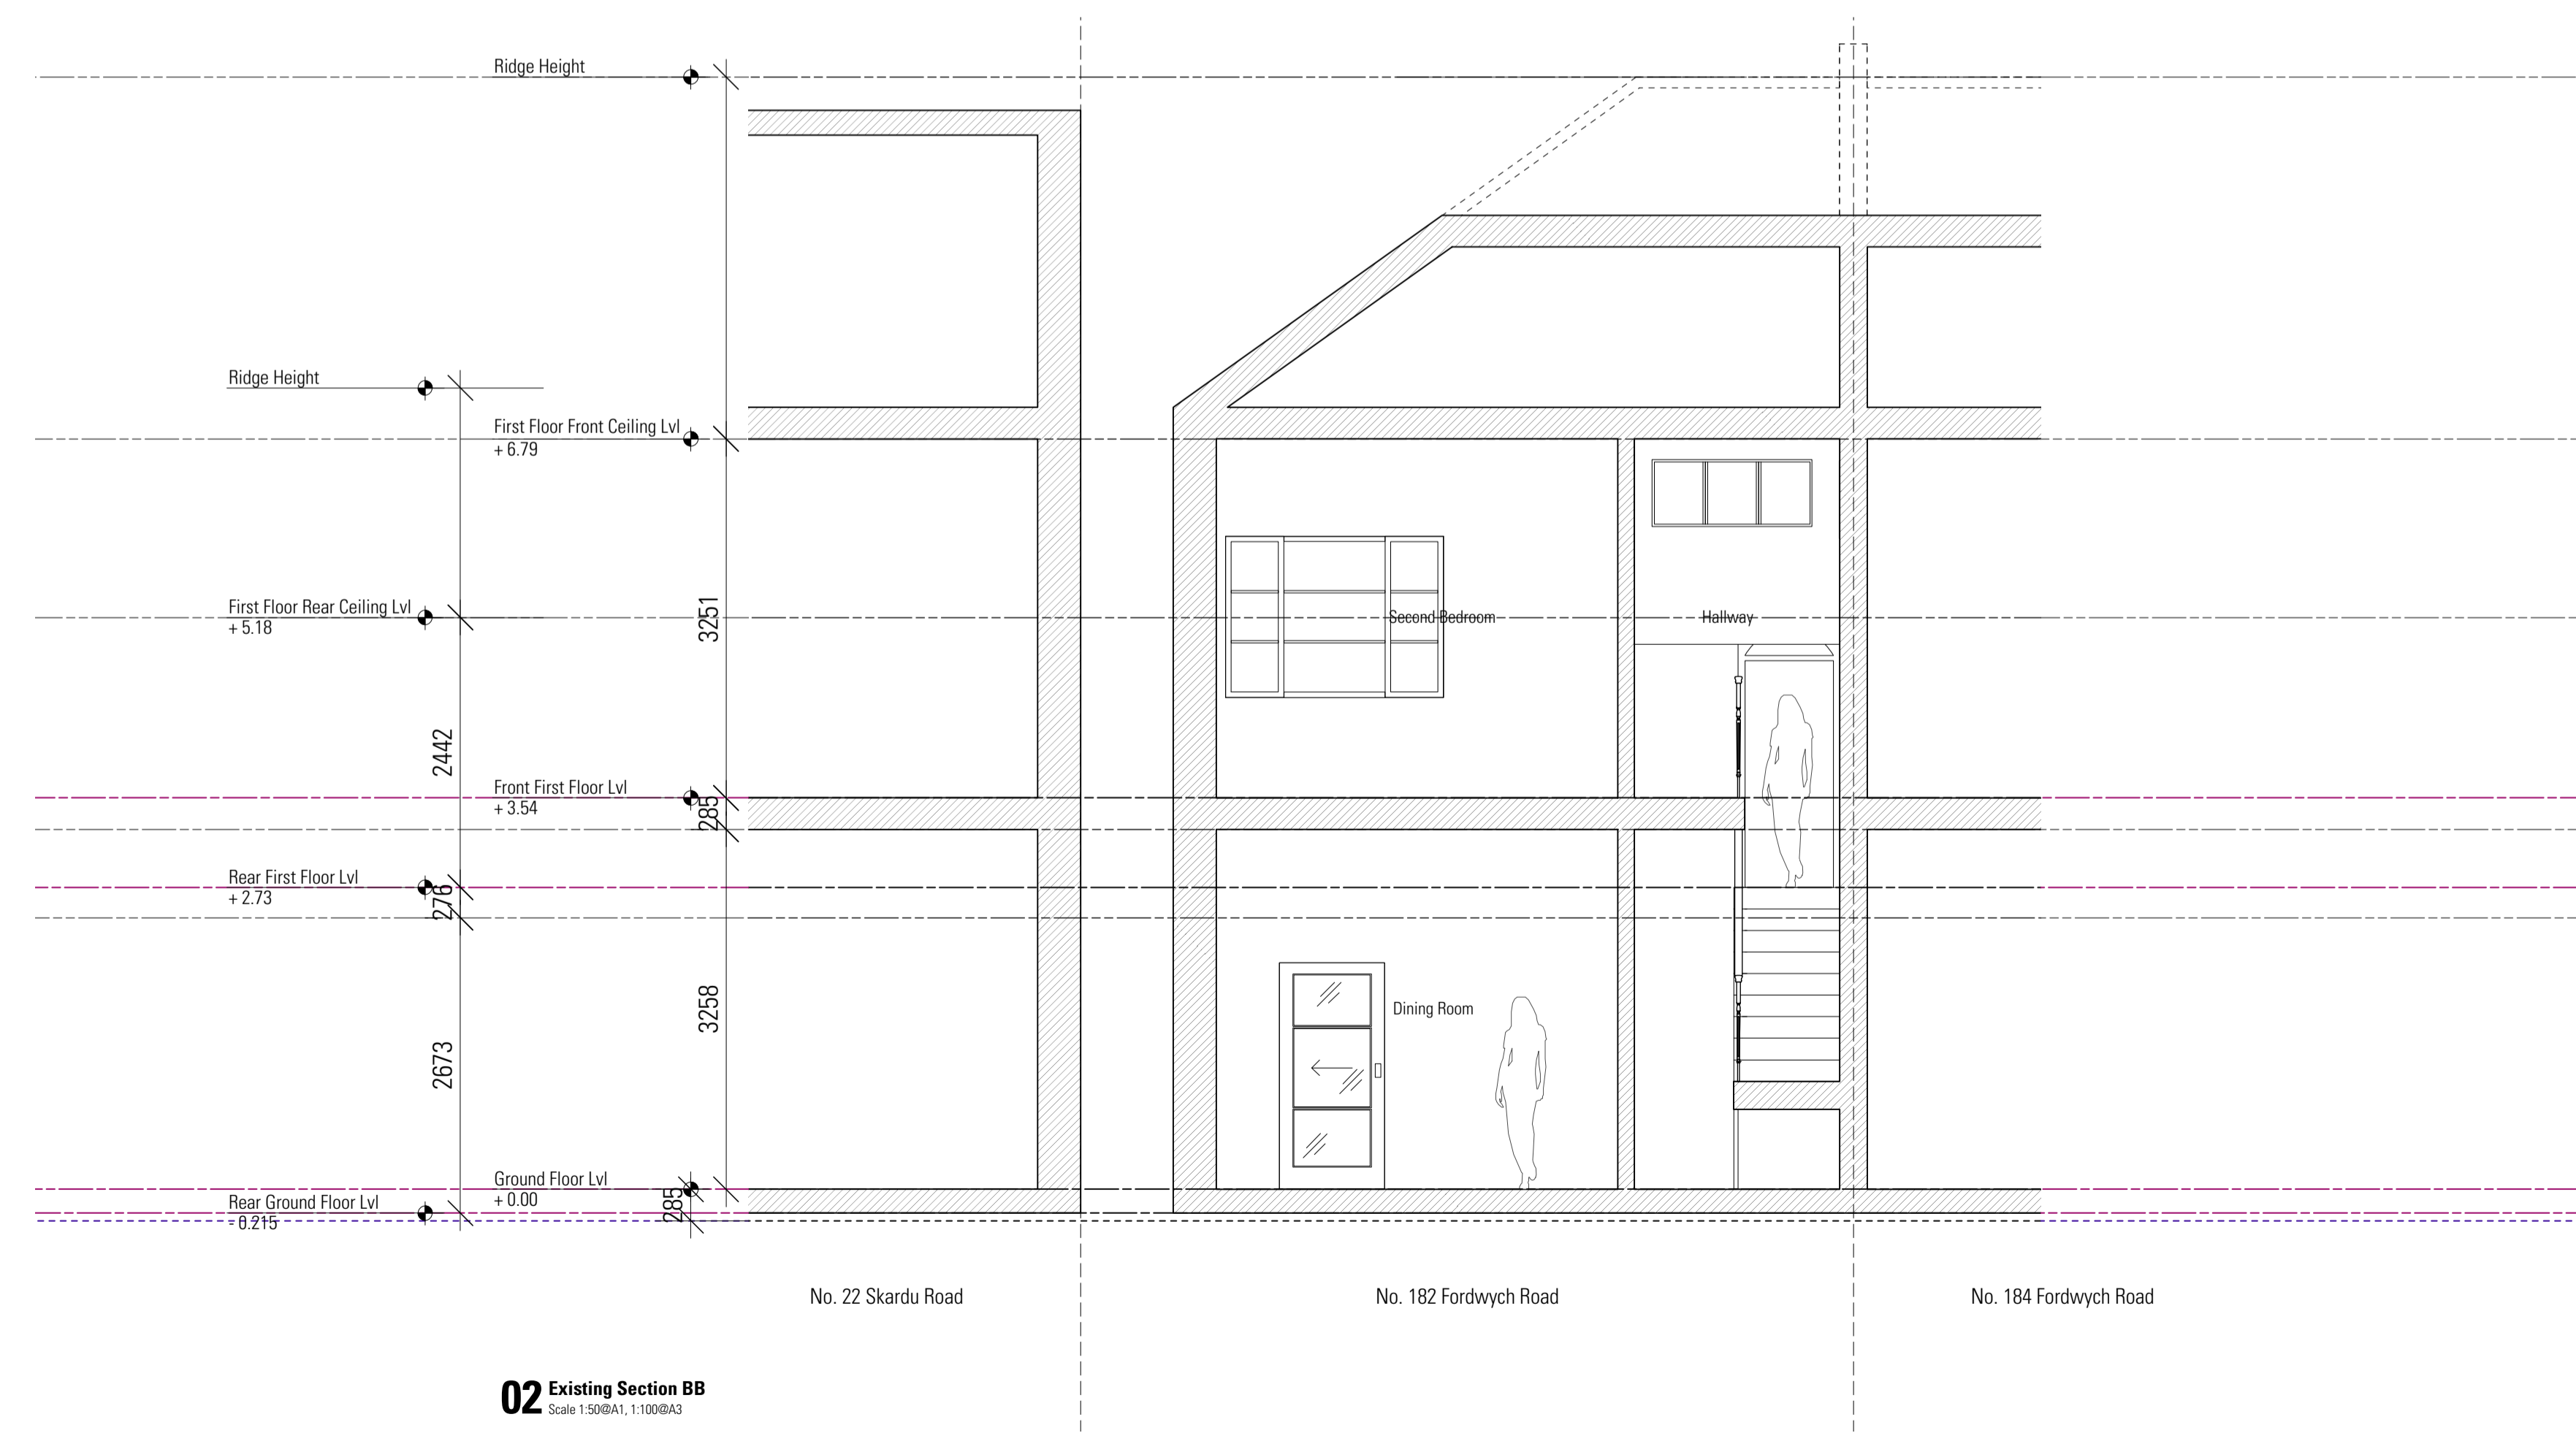 Ridge Height
Ridge Height
First Floor Front Ceiling Lvl
+ 6.79
First Floor Rear Ceiling Lvl
+ 5.18
3251
Second Bedroom
Hallway
2442
Front First Floor Lvl
+ 3.54
285
Rear First Floor Lvl
+ 2.73
276
3258
Dining Room
2673
Ground Floor Lvl
+ 0.00
285
Rear Ground Floor Lvl
- 0.215
No. 22 Skardu Road
No. 182 Fordwych Road
No. 184 Fordwych Road
02 Existing Section BB
Scale 1:50@A1, 1:100@A3